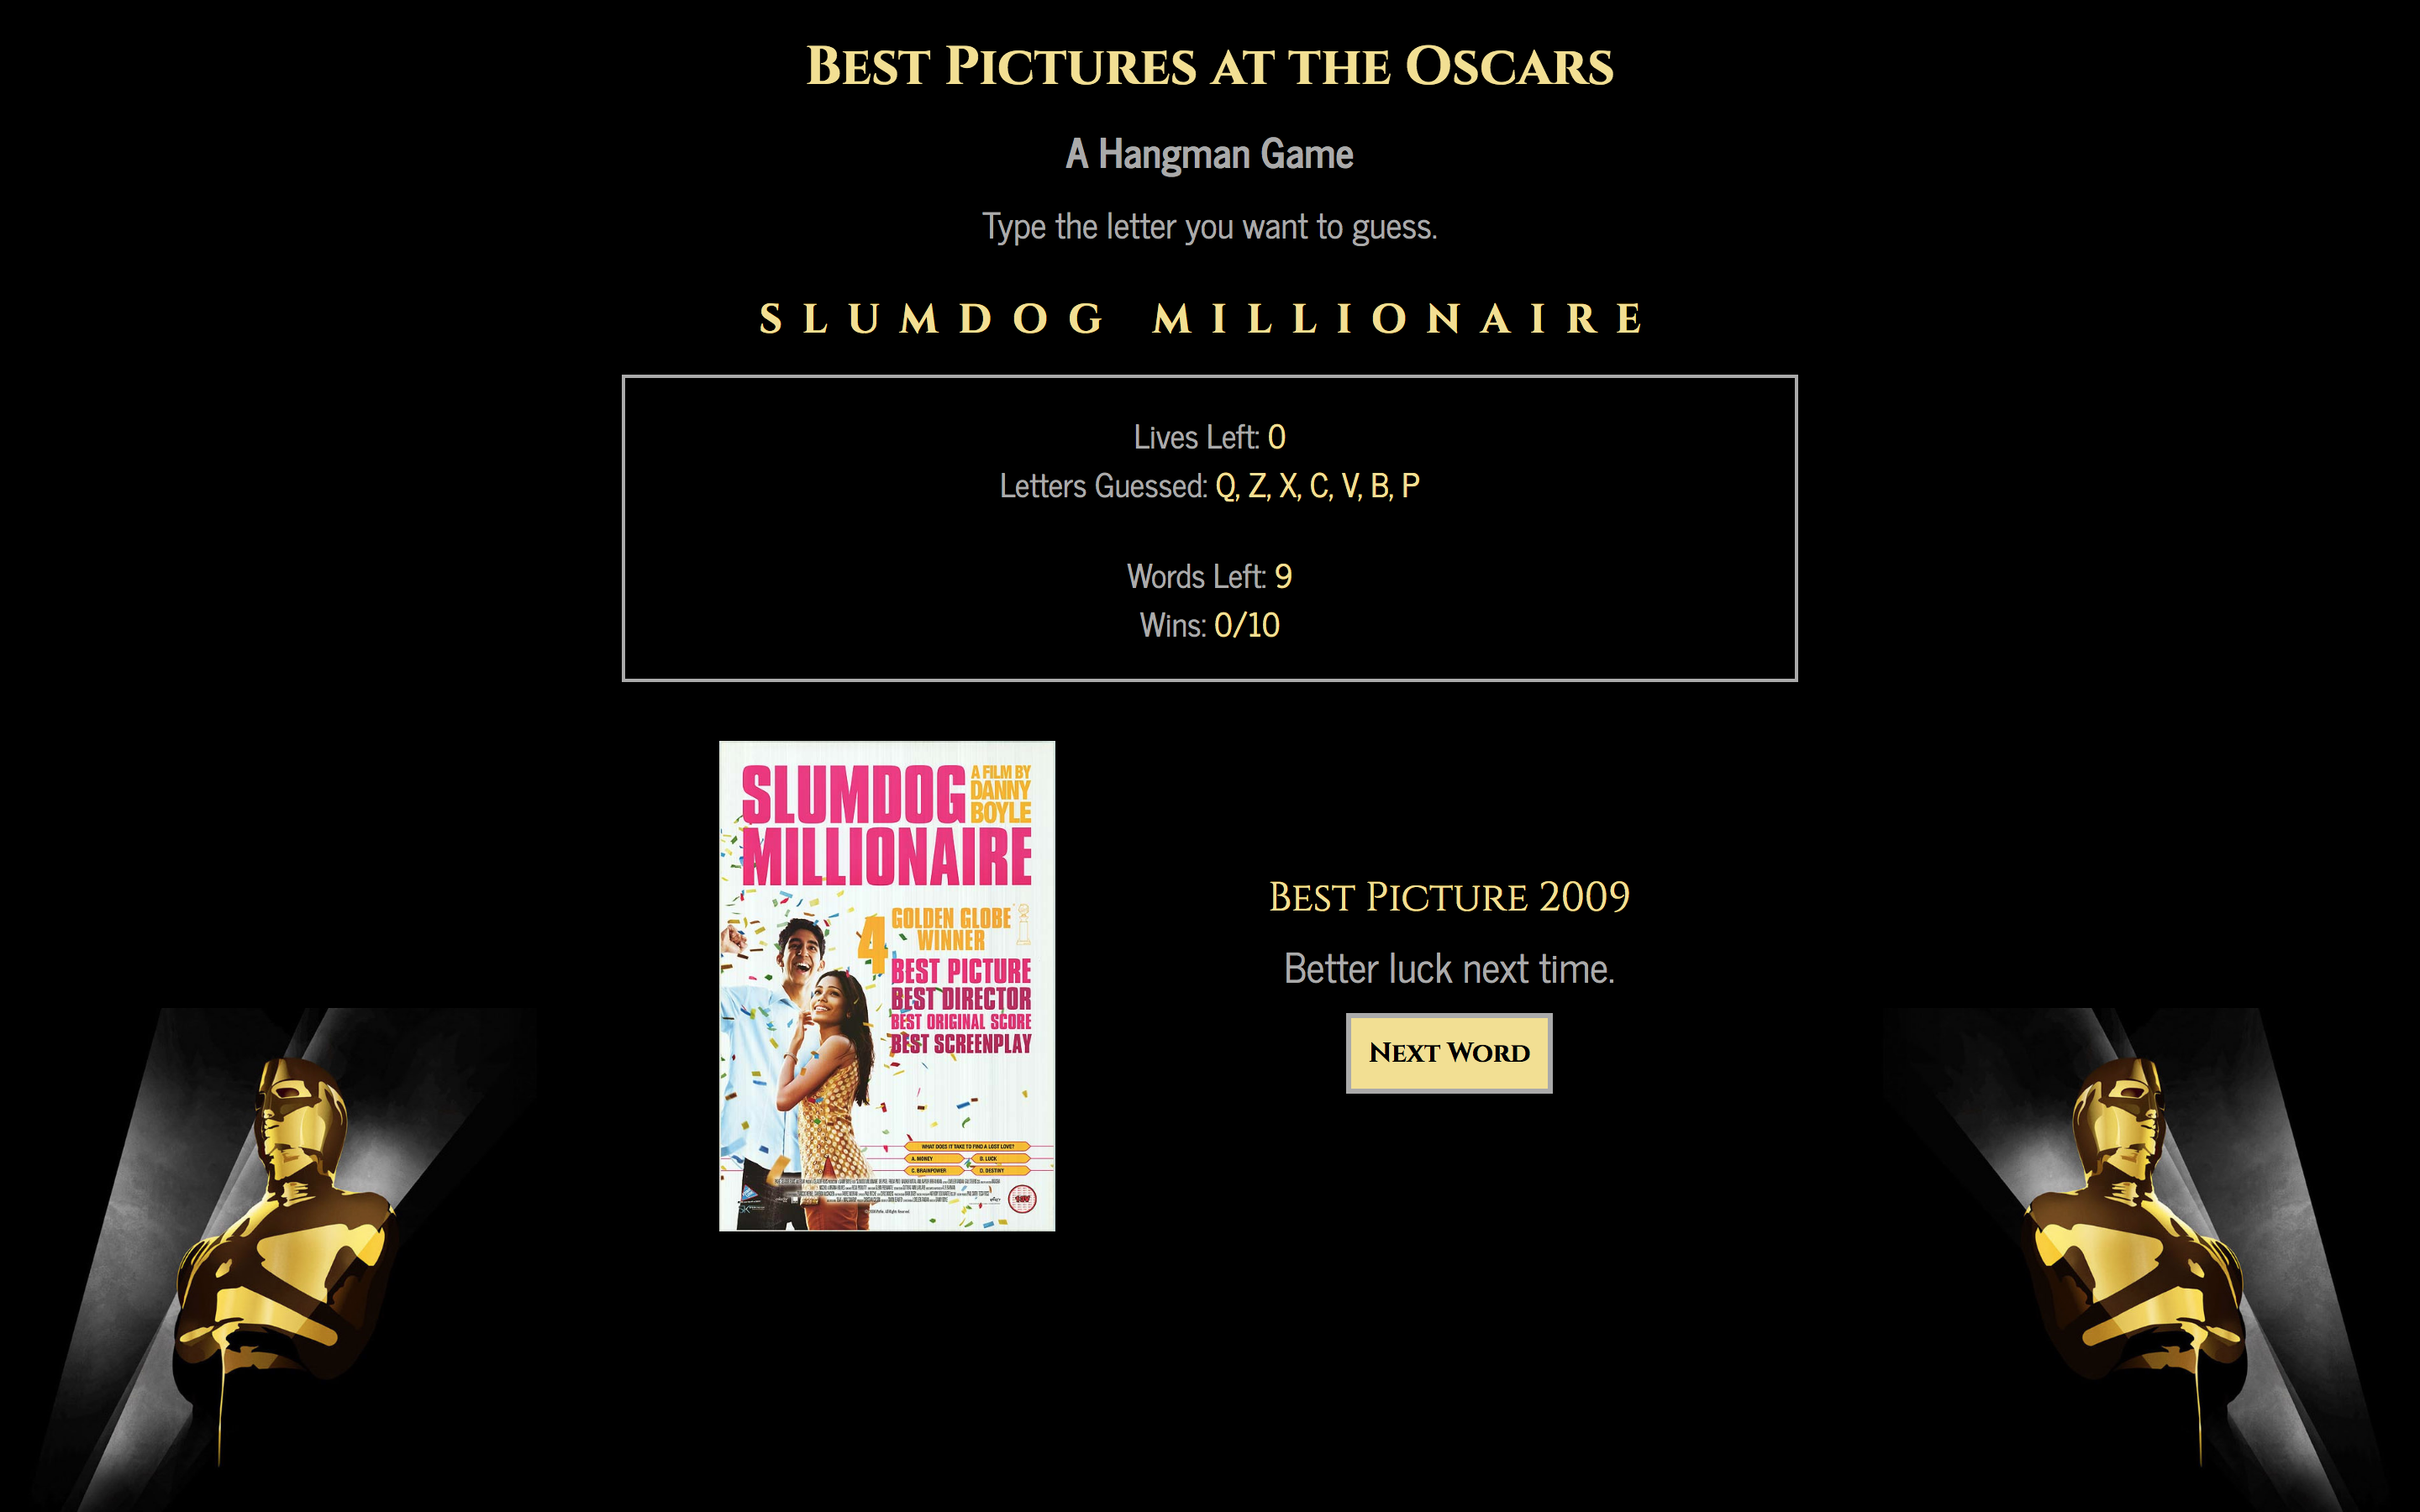 Best Pictures at the Oscars
A Hangman Game
Type the letter you want to guess.
SLUMDOG MILLIONAIRE
Lives Left: 0
Letters Guessed: Q, Z, X, C, V, B, P
Words Left: 9
Wins: 0/10
SLUMDOG
A FILM BY
DANNY
BOYLE
MILLIONAIRE
4 GOLDEN GLOBE
WINNER
BEST PICTURE
BEST DIRECTOR
BEST ORIGINAL SCORE
BEST SCREENPLAY
WHAT DOES IT TAKE TO FIND A LOST LOVE?
A. MONEY
B. LUCK
C. BRAINPOWER
D. DESTINY
Best Picture 2009
Better luck next time.
Next Word